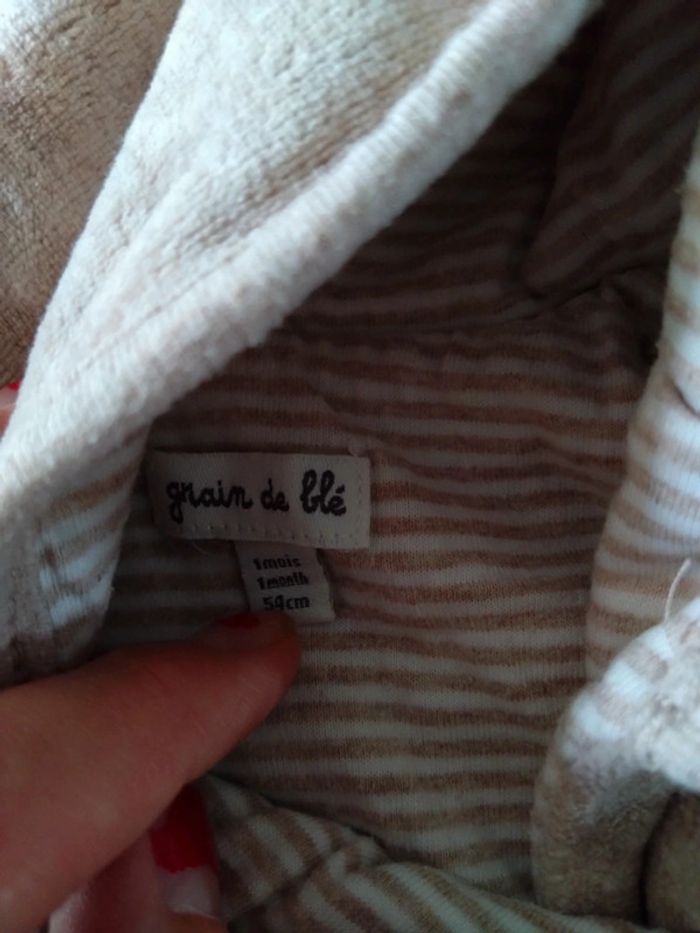 grain de blé
1 mois
1 month
54cm